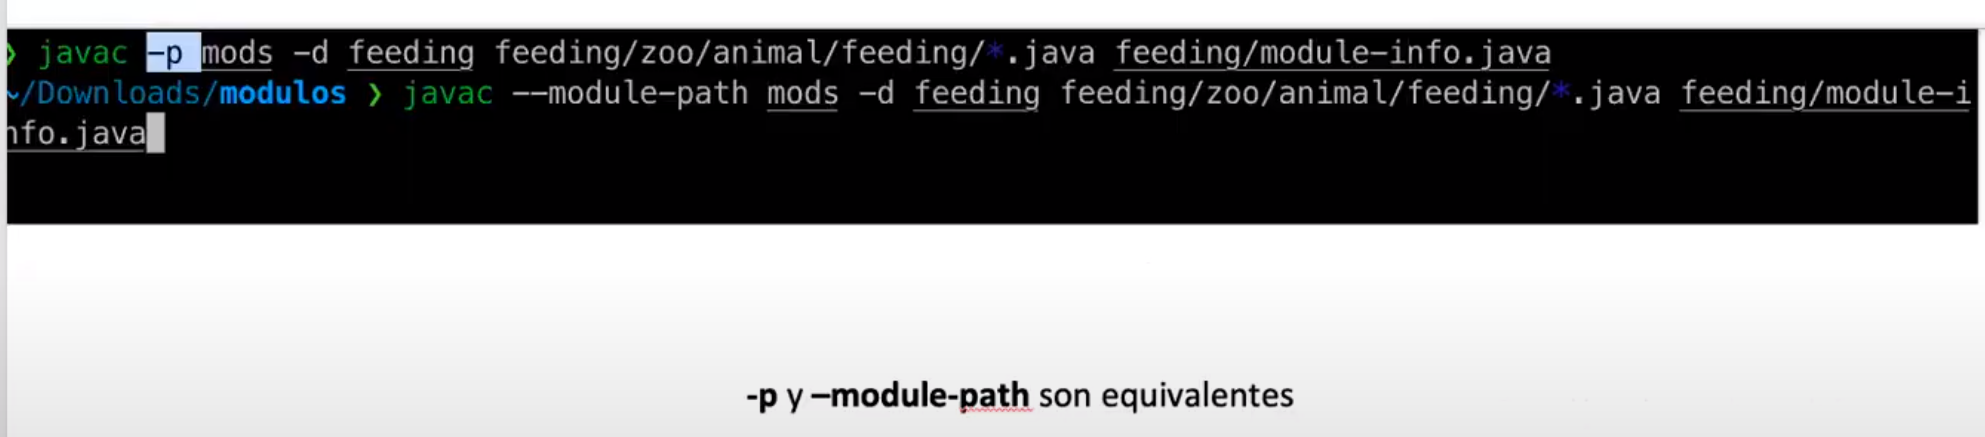 ❯ javac -p mods -d feeding feeding/zoo/animal/feeding/*.java feeding/module-info.java
~/Downloads/modulos ❯ javac --module-path mods -d feeding feeding/zoo/animal/feeding/*.java feeding/module-i
nfo.java
-p y –module-path son equivalentes